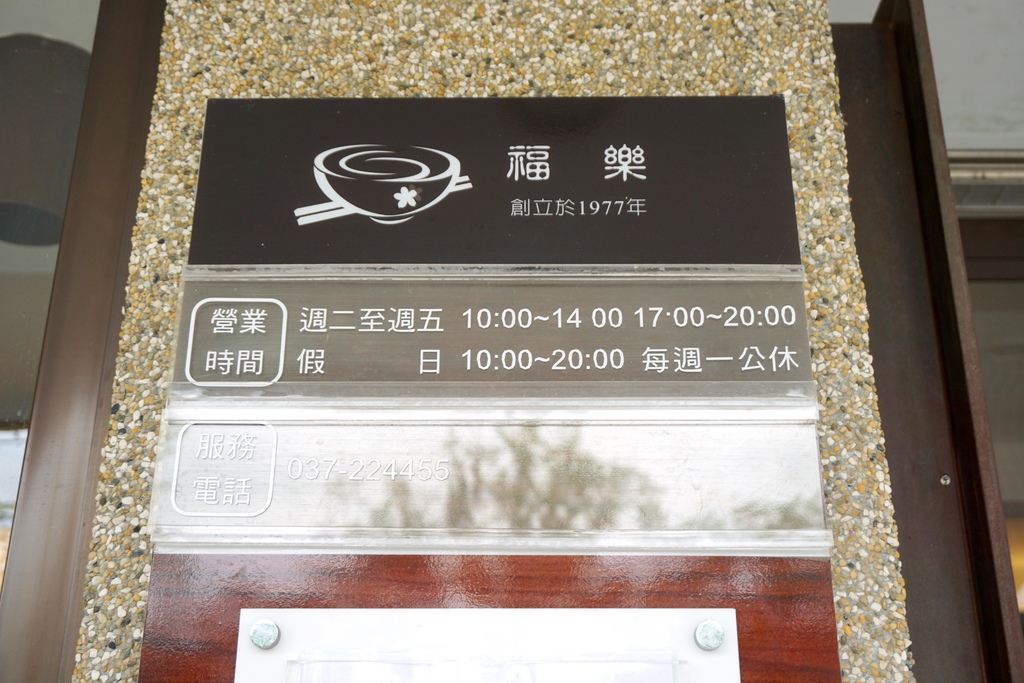 福樂
創立於1977年
營業時間
週二至週五 10:00~14 00 17:00~20:00
假日 10:00~20:00 每週一公休
服務電話
037-224455